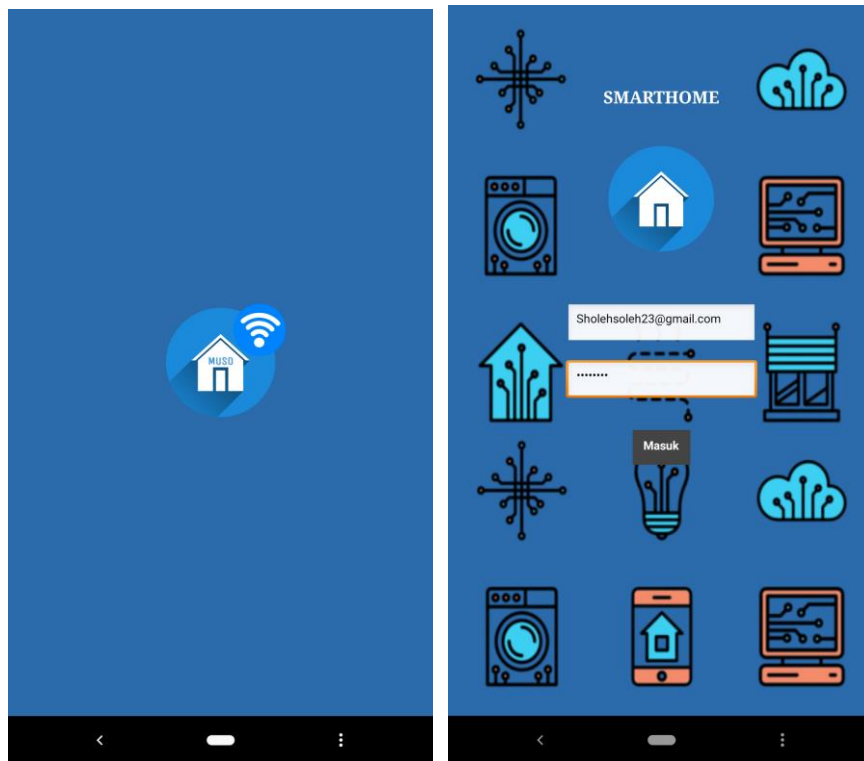 MUSO
SMARTHOME
Sholehsoleh23@gmail.com
........
Masuk